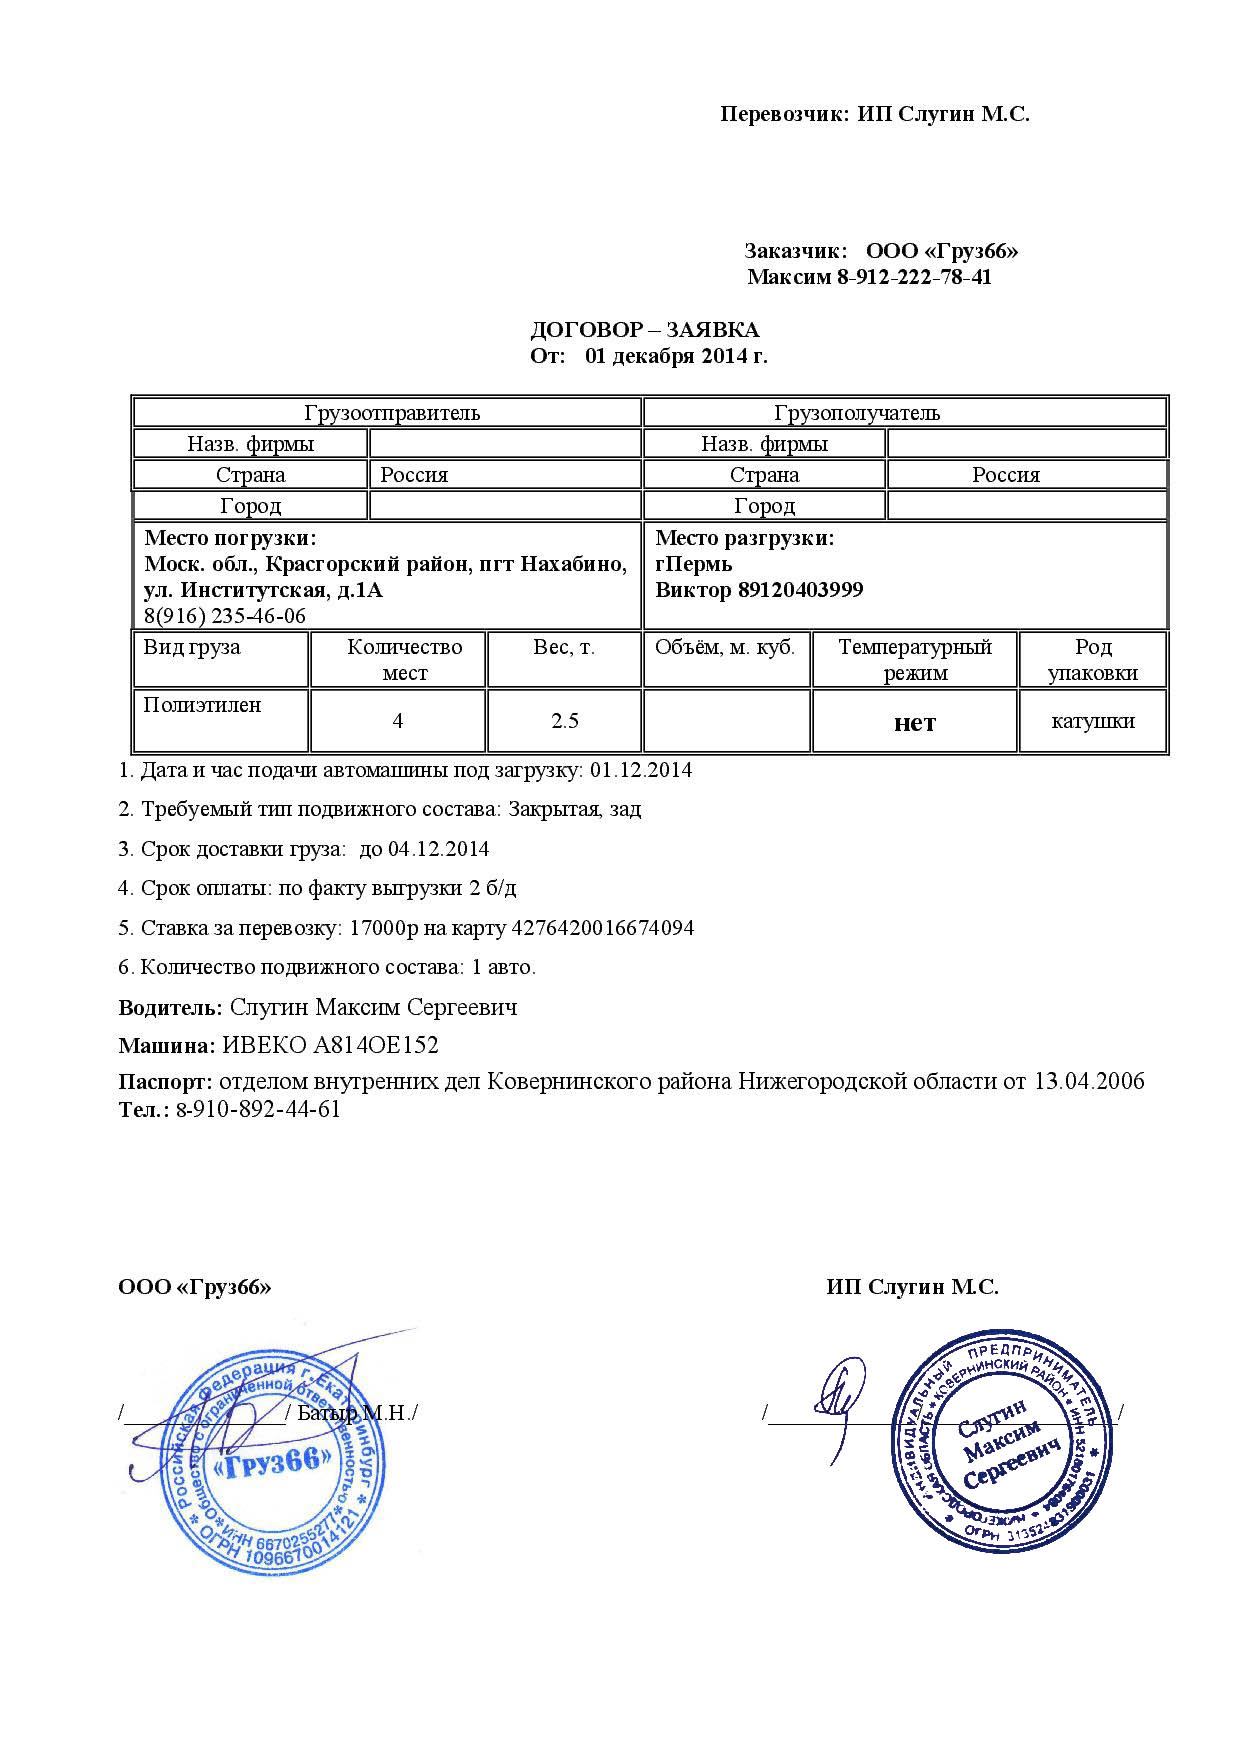 Перевозчик: ИП Слугин М.С.
Заказчик: ООО «Груз66»
Максим 8-912-222-78-41
ДОГОВОР – ЗАЯВКА
От: 01 декабря 2014 г.
Грузоотправитель Грузополучатель
Назв. фирмы Назв. фирмы
Страна Россия Страна Россия
Город Город
Место погрузки:
Моск. обл., Красгорский район, пгт Нахабино,
ул. Институтская, д.1А
8(916) 235-46-06
Место разгрузки:
гПермь
Виктор 89120403999
Вид груза Количество мест Вес, т. Объём, м. куб. Температурный режим Род упаковки
Полиэтилен 4 2.5 нет катушки
1. Дата и час подачи автомашины под загрузку: 01.12.2014
2. Требуемый тип подвижного состава: Закрытая, зад
3. Срок доставки груза: до 04.12.2014
4. Срок оплаты: по факту выгрузки 2 б/д
5. Ставка за перевозку: 17000р на карту 4276420016674094
6. Количество подвижного состава: 1 авто.
Водитель: Слугин Максим Сергеевич
Машина: ИВЕКО А814ОЕ152
Паспорт: отделом внутренних дел Ковернинского района Нижегородской области от 13.04.2006
Тел.: 8-910-892-44-61
ООО «Груз66» ИП Слугин М.С.
/_______________/ Батыр М.Н./ /________________________________/
Российская Федерация г. Екатеринбург * ОГРН 1096670014121 *
Общество с ограниченной ответственностью * ИНН 6670255277 *
«Груз66»
ИНДИВИДУАЛЬНЫЙ ПРЕДПРИНИМАТЕЛЬ * ОГРН *
НИЖЕГОРОДСКАЯ ОБЛАСТЬ * КОВЕРНИНСКИЙ РАЙОН * ИНН
Слугин
Максим
Сергеевич